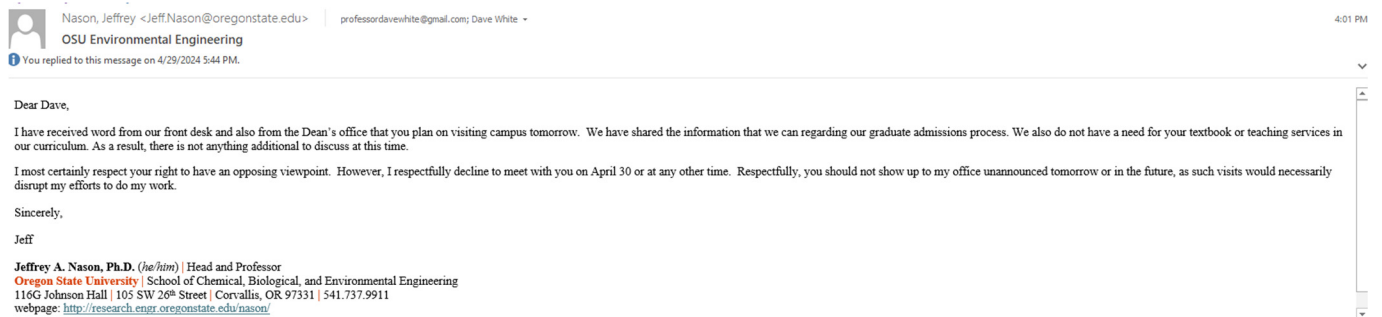 Nason, Jeffrey <Jeff.Nason@oregonstate.edu> professordavewhite@gmail.com; Dave White 4:01 PM
OSU Environmental Engineering
You replied to this message on 4/29/2024 5:44 PM.
Dear Dave,
I have received word from our front desk and also from the Dean's office that you plan on visiting campus tomorrow.  We have shared the information that we can regarding our graduate admissions process. We also do not have a need for your textbook or teaching services in
our curriculum. As a result, there is not anything additional to discuss at this time.
I most certainly respect your right to have an opposing viewpoint.  However, I respectfully decline to meet with you on April 30 or at any other time.  Respectfully, you should not show up to my office unannounced tomorrow or in the future, as such visits would necessarily
disrupt my efforts to do my work.
Sincerely,
Jeff
Jeffrey A. Nason, Ph.D. (he/him) | Head and Professor
Oregon State University | School of Chemical, Biological, and Environmental Engineering
116G Johnson Hall | 105 SW 26th Street | Corvallis, OR 97331 | 541.737.9911
webpage: http://research.engr.oregonstate.edu/nason/